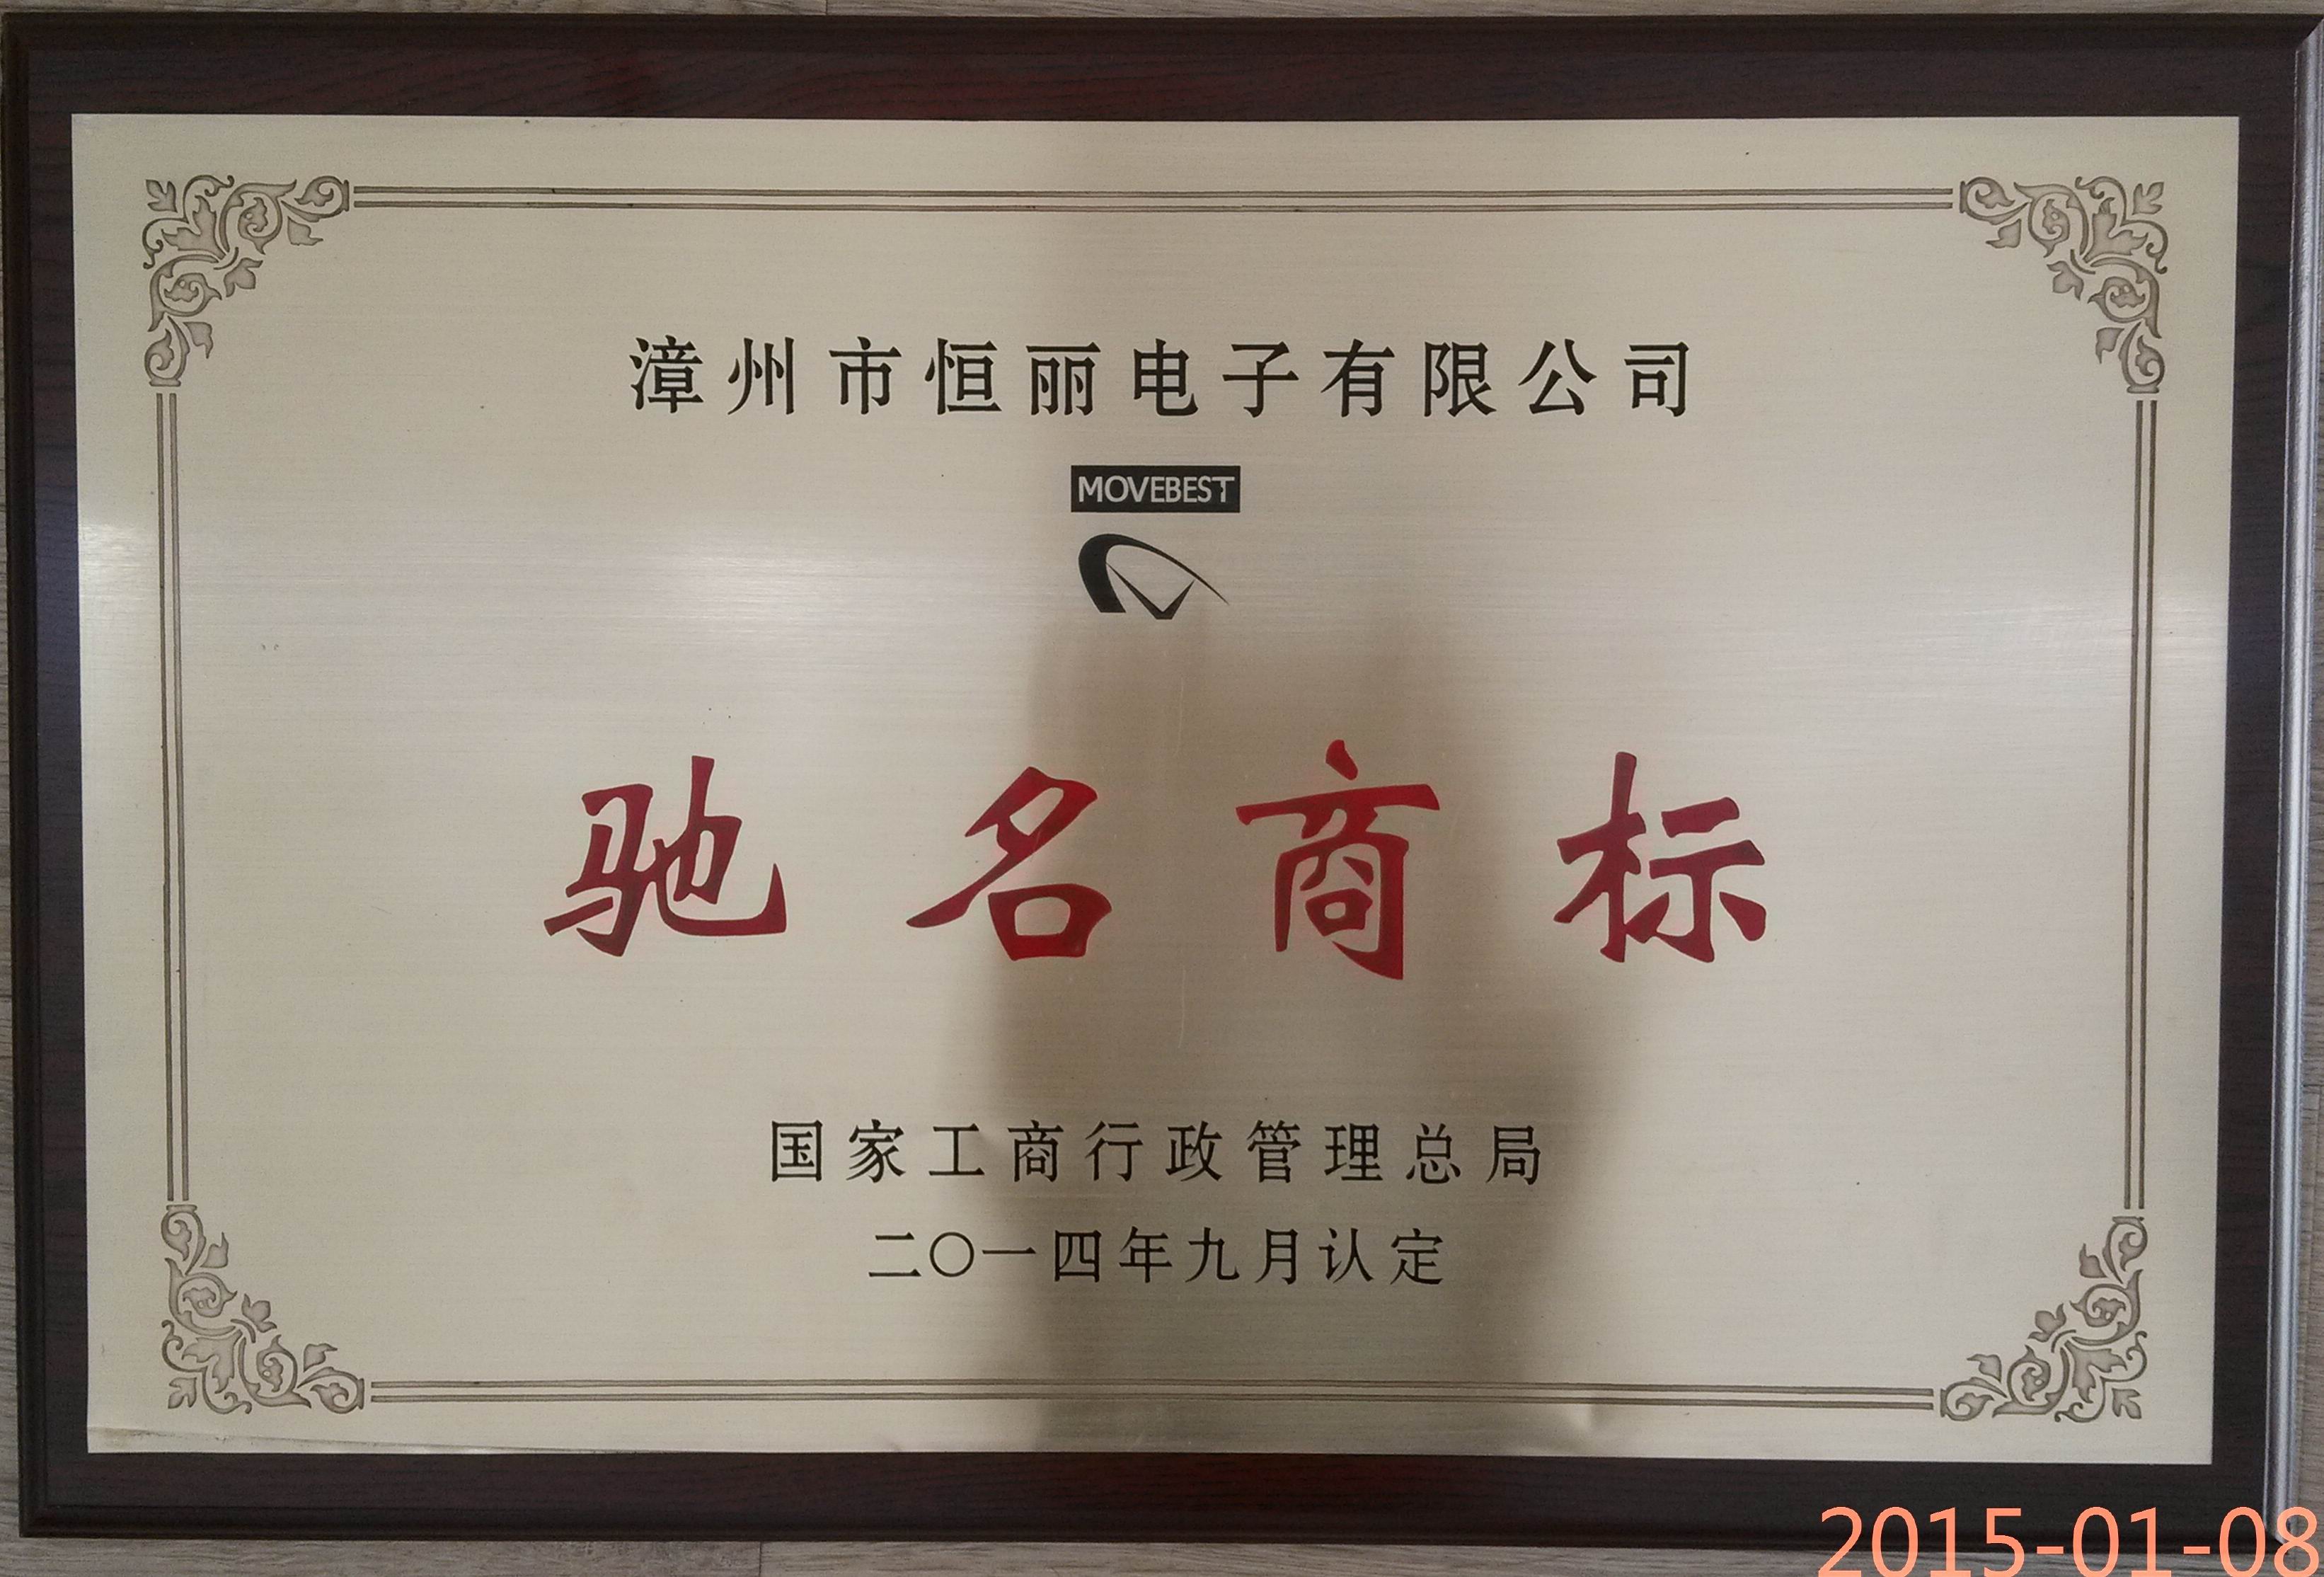 漳州市恒丽电子有限公司
MOVEBEST
驰名商标
国家工商行政管理总局
二〇一四年九月认定
2015-01-08